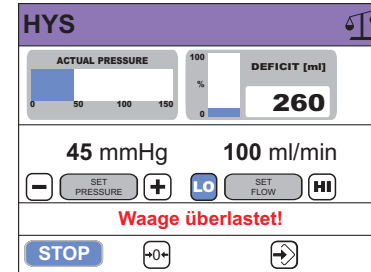 HYS
ACTUAL PRESSURE
0 50 100 150
100
%
0
DEFICIT [ml]
260
45 mmHg 100 ml/min
− SET PRESSURE + LO SET FLOW HI
Waage überlastet!
STOP →0←